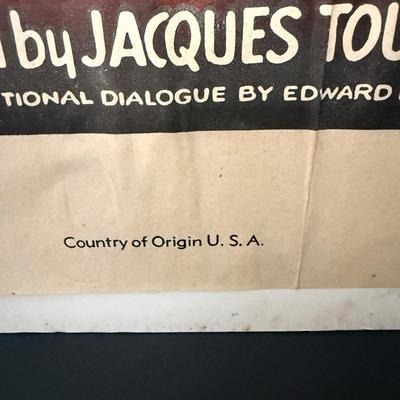 by JACQUES TOU
TIONAL DIALOGUE BY EDWARD
Country of Origin U. S. A.